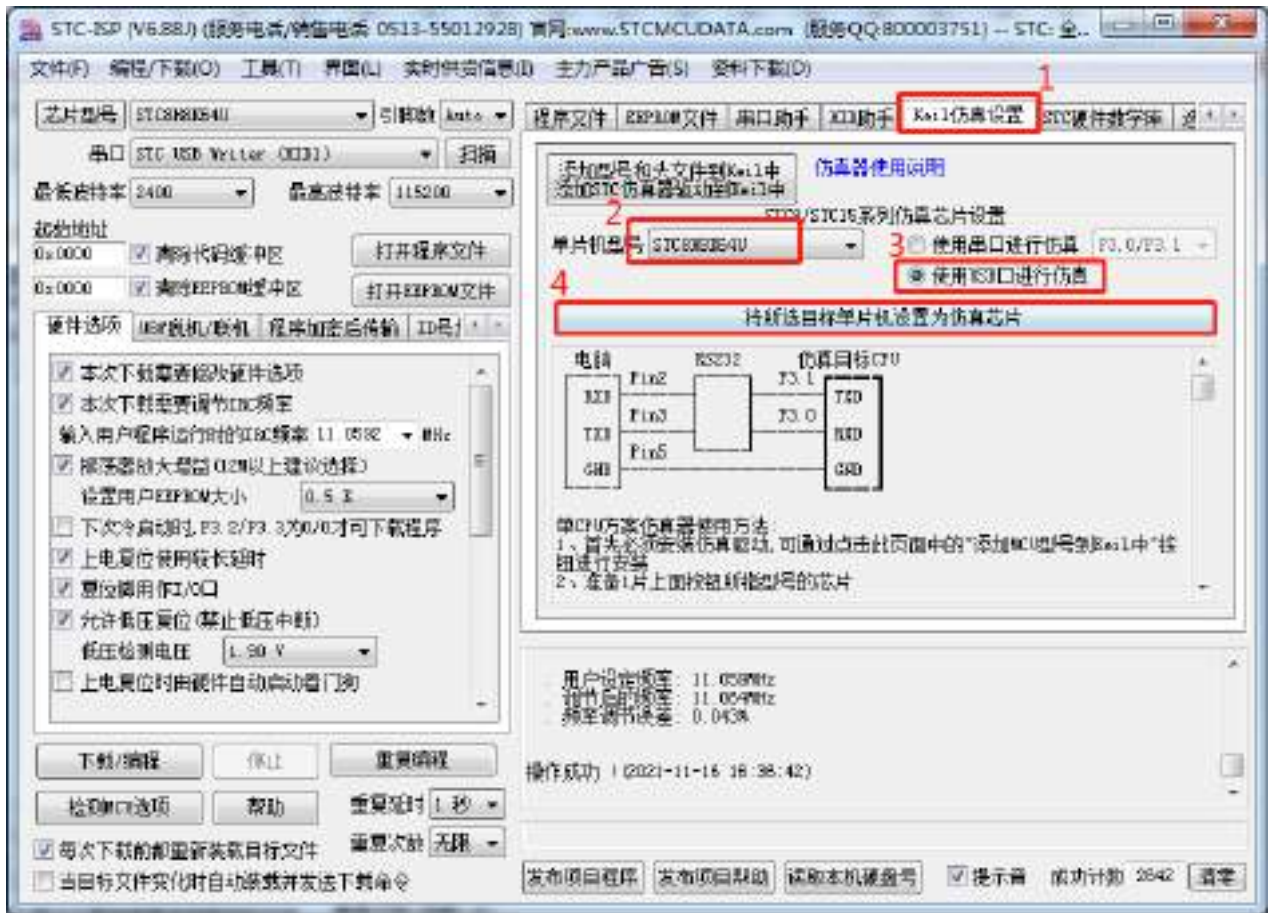 STC-ISP (V6.88J) (服务电话/销售电话: 0513-55012928) 官网:www.STCMCUDATA.com (服务QQ:800003751) -- STC: 全..
文件(F) 编程/下载(O) 工具(T) 界面(L) 实时供货信息(I) 主力产品广告(S) 资料下载(D)
1
芯片型号 STC8H8K64U 引脚数 Auto
串口 STC USB Writer (HID1) 扫描
最低波特率 2400 最高波特率 115200
起始地址
0x0000 清除代码缓冲区 打开程序文件
0x0000 清除EEPROM缓冲区 打开EEPROM文件
硬件选项 USB脱机/联机 程序加密后传输 ID号
本次下载需要修改硬件选项
本次下载需要调节IRC频率
输入用户程序运行时的IRC频率 11.0592 MHz
振荡器放大增益(12M以上建议选择)
设置用户EEPROM大小 0.5 K
下次冷启动时,P3.2/P3.3为0/0才可下载程序
上电复位使用较长延时
复位脚用作I/O口
允许低压复位(禁止低压中断)
低压检测电压 1.90 V
上电复位时由硬件自动启动看门狗
下载/编程 停止 重复编程
检测MCU选项 帮助 重复延时 1 秒
重复次数 无限
每次下载前都重新装载目标文件
当目标文件变化时自动装载并发送下载命令
程序文件 EEPROM文件 串口助手 HID助手 Keil仿真设置 STC硬件数学库
添加型号和头文件到Keil中
添加STC仿真器驱动到Keil中
仿真器使用说明
2
STC8/STC15系列仿真芯片设置
单片机型号 STC8H8K64U
3
使用串口进行仿真 P3.0/P3.1
使用USB口进行仿真
4
将所选目标单片机设置为仿真芯片
电脑 RS232 仿真目标CPU
RXD Pin2 P3.1 TXD
TXD Pin3 P3.0 RXD
GND Pin5 GND
单CPU方案仿真器使用方法:
1、首先必须安装仿真驱动,可通过点击此页面中的"添加MCU型号到Keil中"按
钮进行安装
2、准备1片上面按钮所指型号的芯片
. 用户设定频率: 11.059MHz
. 调节后的频率: 11.064MHz
. 频率调节误差: 0.043%
操作成功 !(2021-11-16 16:36:42)
发布项目程序 发布项目帮助 读取本机硬盘号 提示音 成功计数 2642 清零